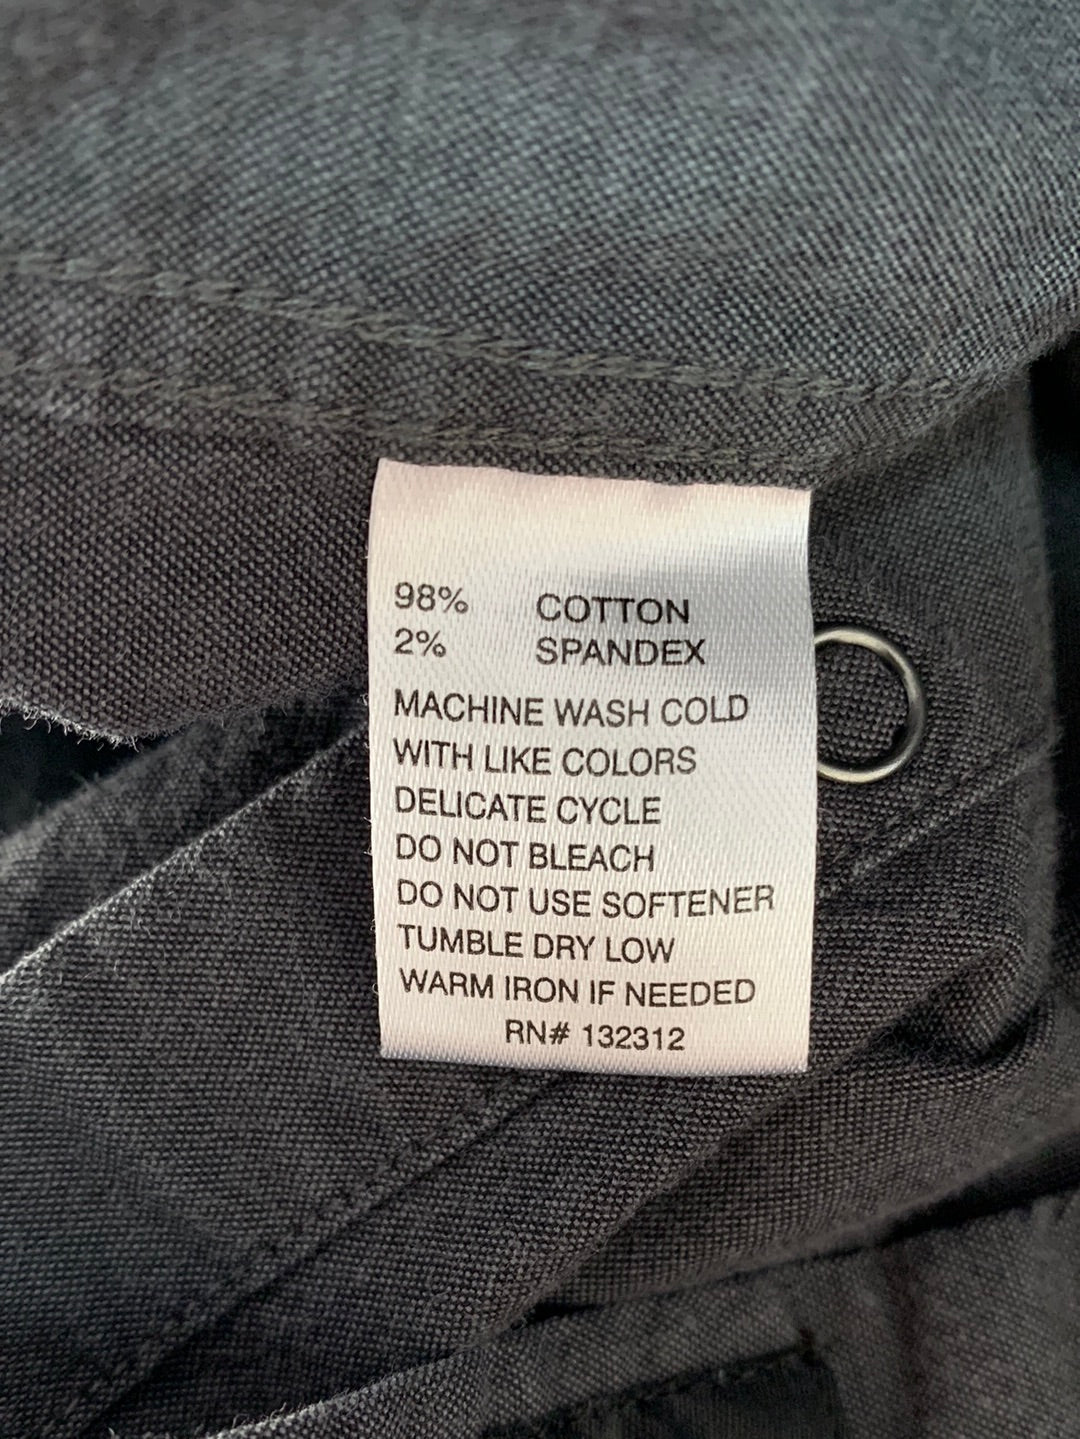 98% COTTON
2% SPANDEX
MACHINE WASH COLD
WITH LIKE COLORS
DELICATE CYCLE
DO NOT BLEACH
DO NOT USE SOFTENER
TUMBLE DRY LOW
WARM IRON IF NEEDED
RN# 132312